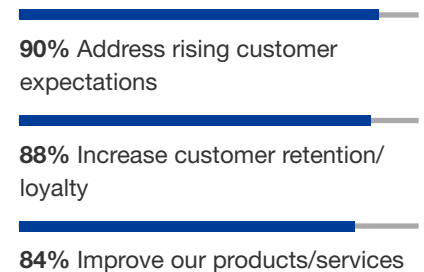 90% Address rising customer
expectations
88% Increase customer retention/
loyalty
84% Improve our products/services